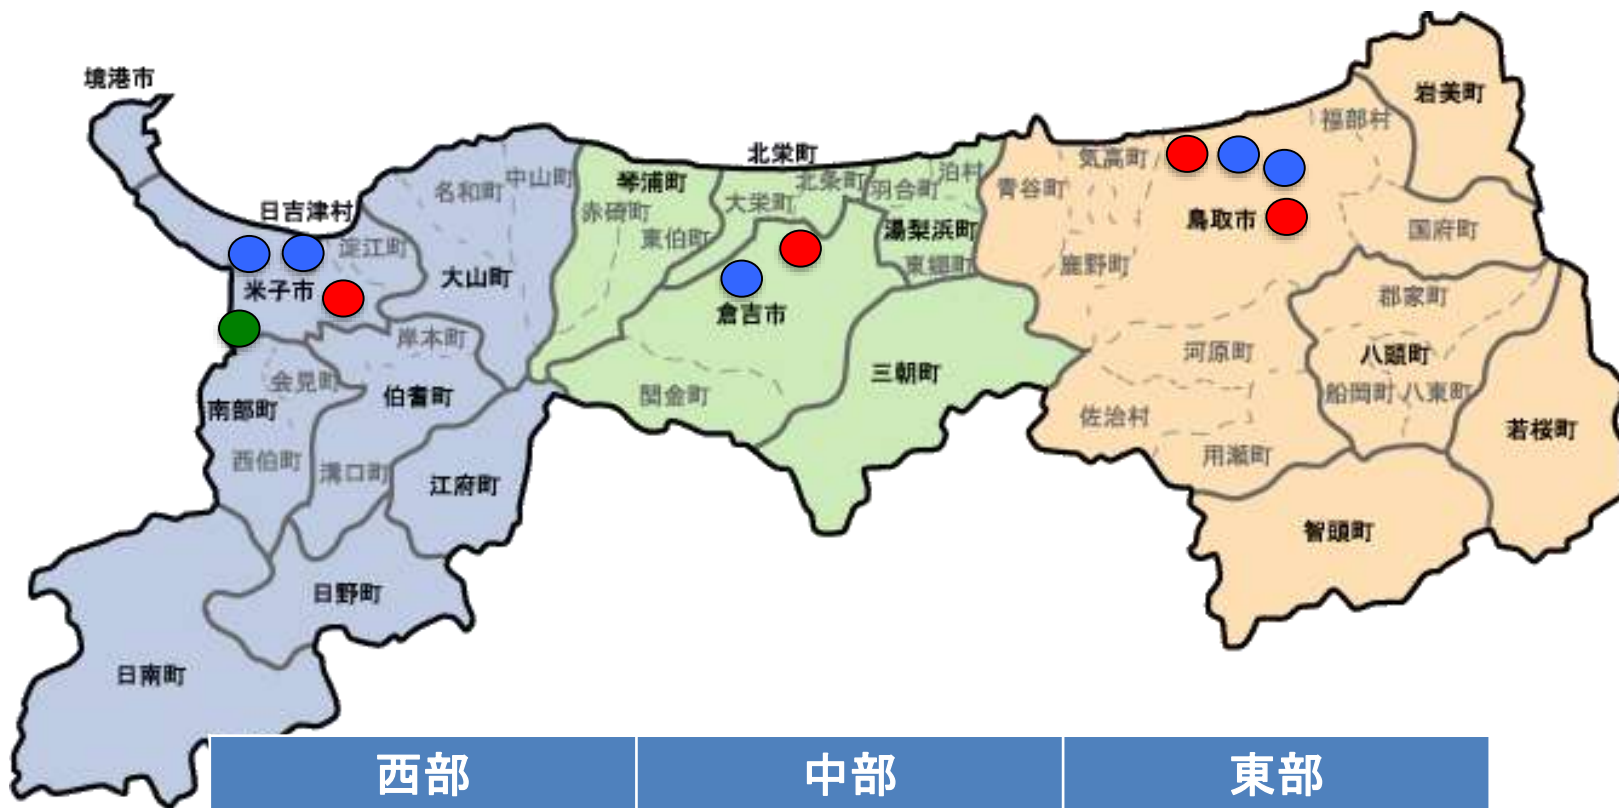 境港市
岩美町
福部村
北栄町
気高町
泊村
中山町
琴浦町
北条町
羽合町
青谷町
名和町
大栄町
日吉津村
赤碕町
鳥取市
湯梨浜町
国府町
東伯町
淀江町
東郷町
鹿野町
大山町
米子市
郡家町
倉吉市
岸本町
河原町
八頭町
三朝町
会見町
伯耆町
関金町
船岡町
八東町
南部町
佐治村
若桜町
用瀬町
西伯町
溝口町
江府町
智頭町
日野町
日南町
西部
中部
東部